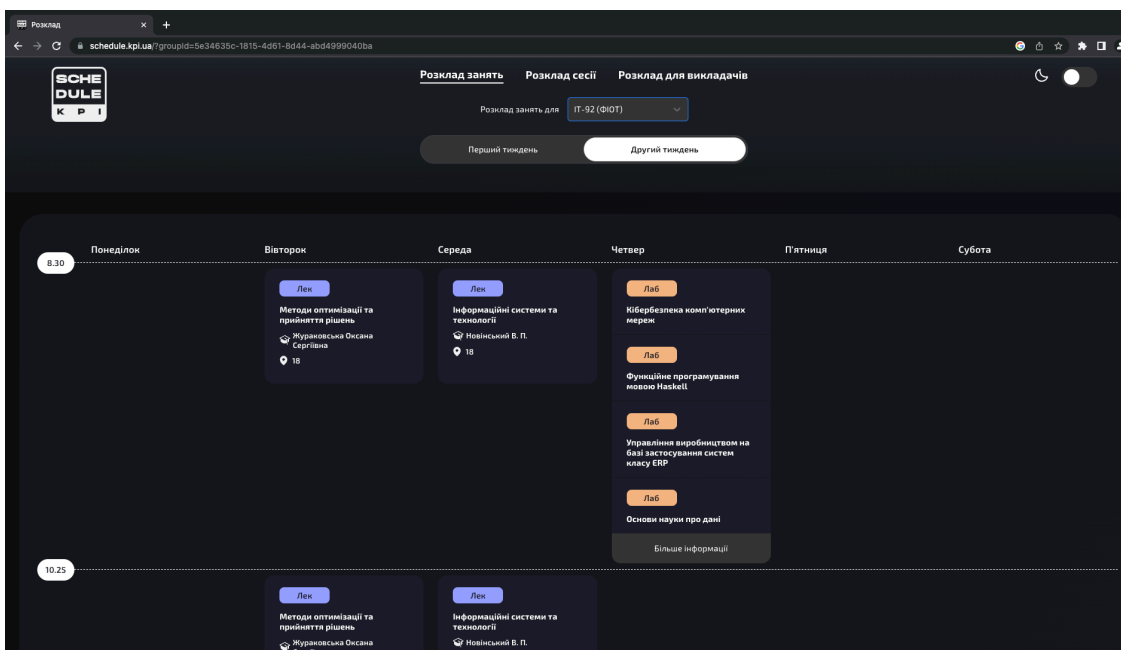 Розклад
schedule.kpi.ua/?groupId=5e34635c-1815-4d61-8d44-abd4999040ba
SCHE
DULE
KPI
Розклад занять
Розклад сесії
Розклад для викладачів
Розклад занять для
ІТ-92 (ФІОТ)
Перший тиждень
Другий тиждень
Понеділок
Вівторок
Середа
Четвер
П'ятниця
Субота
8.30
Лек
Методи оптимізації та
прийняття рішень
Жураковська Оксана
Сергіївна
18
Лек
Інформаційні системи та
технології
Новінський В. П.
18
Лаб
Кібербезпека комп'ютерних
мереж
Лаб
Функційне програмування
мовою Haskell
Лаб
Управління виробництвом на
базі застосування систем
класу ERP
Лаб
Основи науки про дані
Більше інформації
10.25
Лек
Методи оптимізації та
прийняття рішень
Жураковська Оксана
Лек
Інформаційні системи та
технології
Новінський В. П.